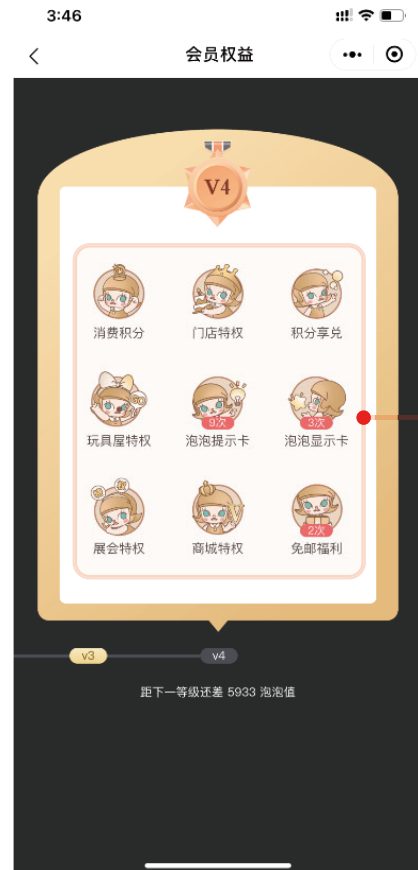 3:46
会员权益
V4
消费积分 门店特权 积分享兑
9次 3次
玩具屋特权 泡泡提示卡 泡泡显示卡
2次
展会特权 商城特权 免邮福利
v3 v4
距下一等级还差 5933 泡泡值